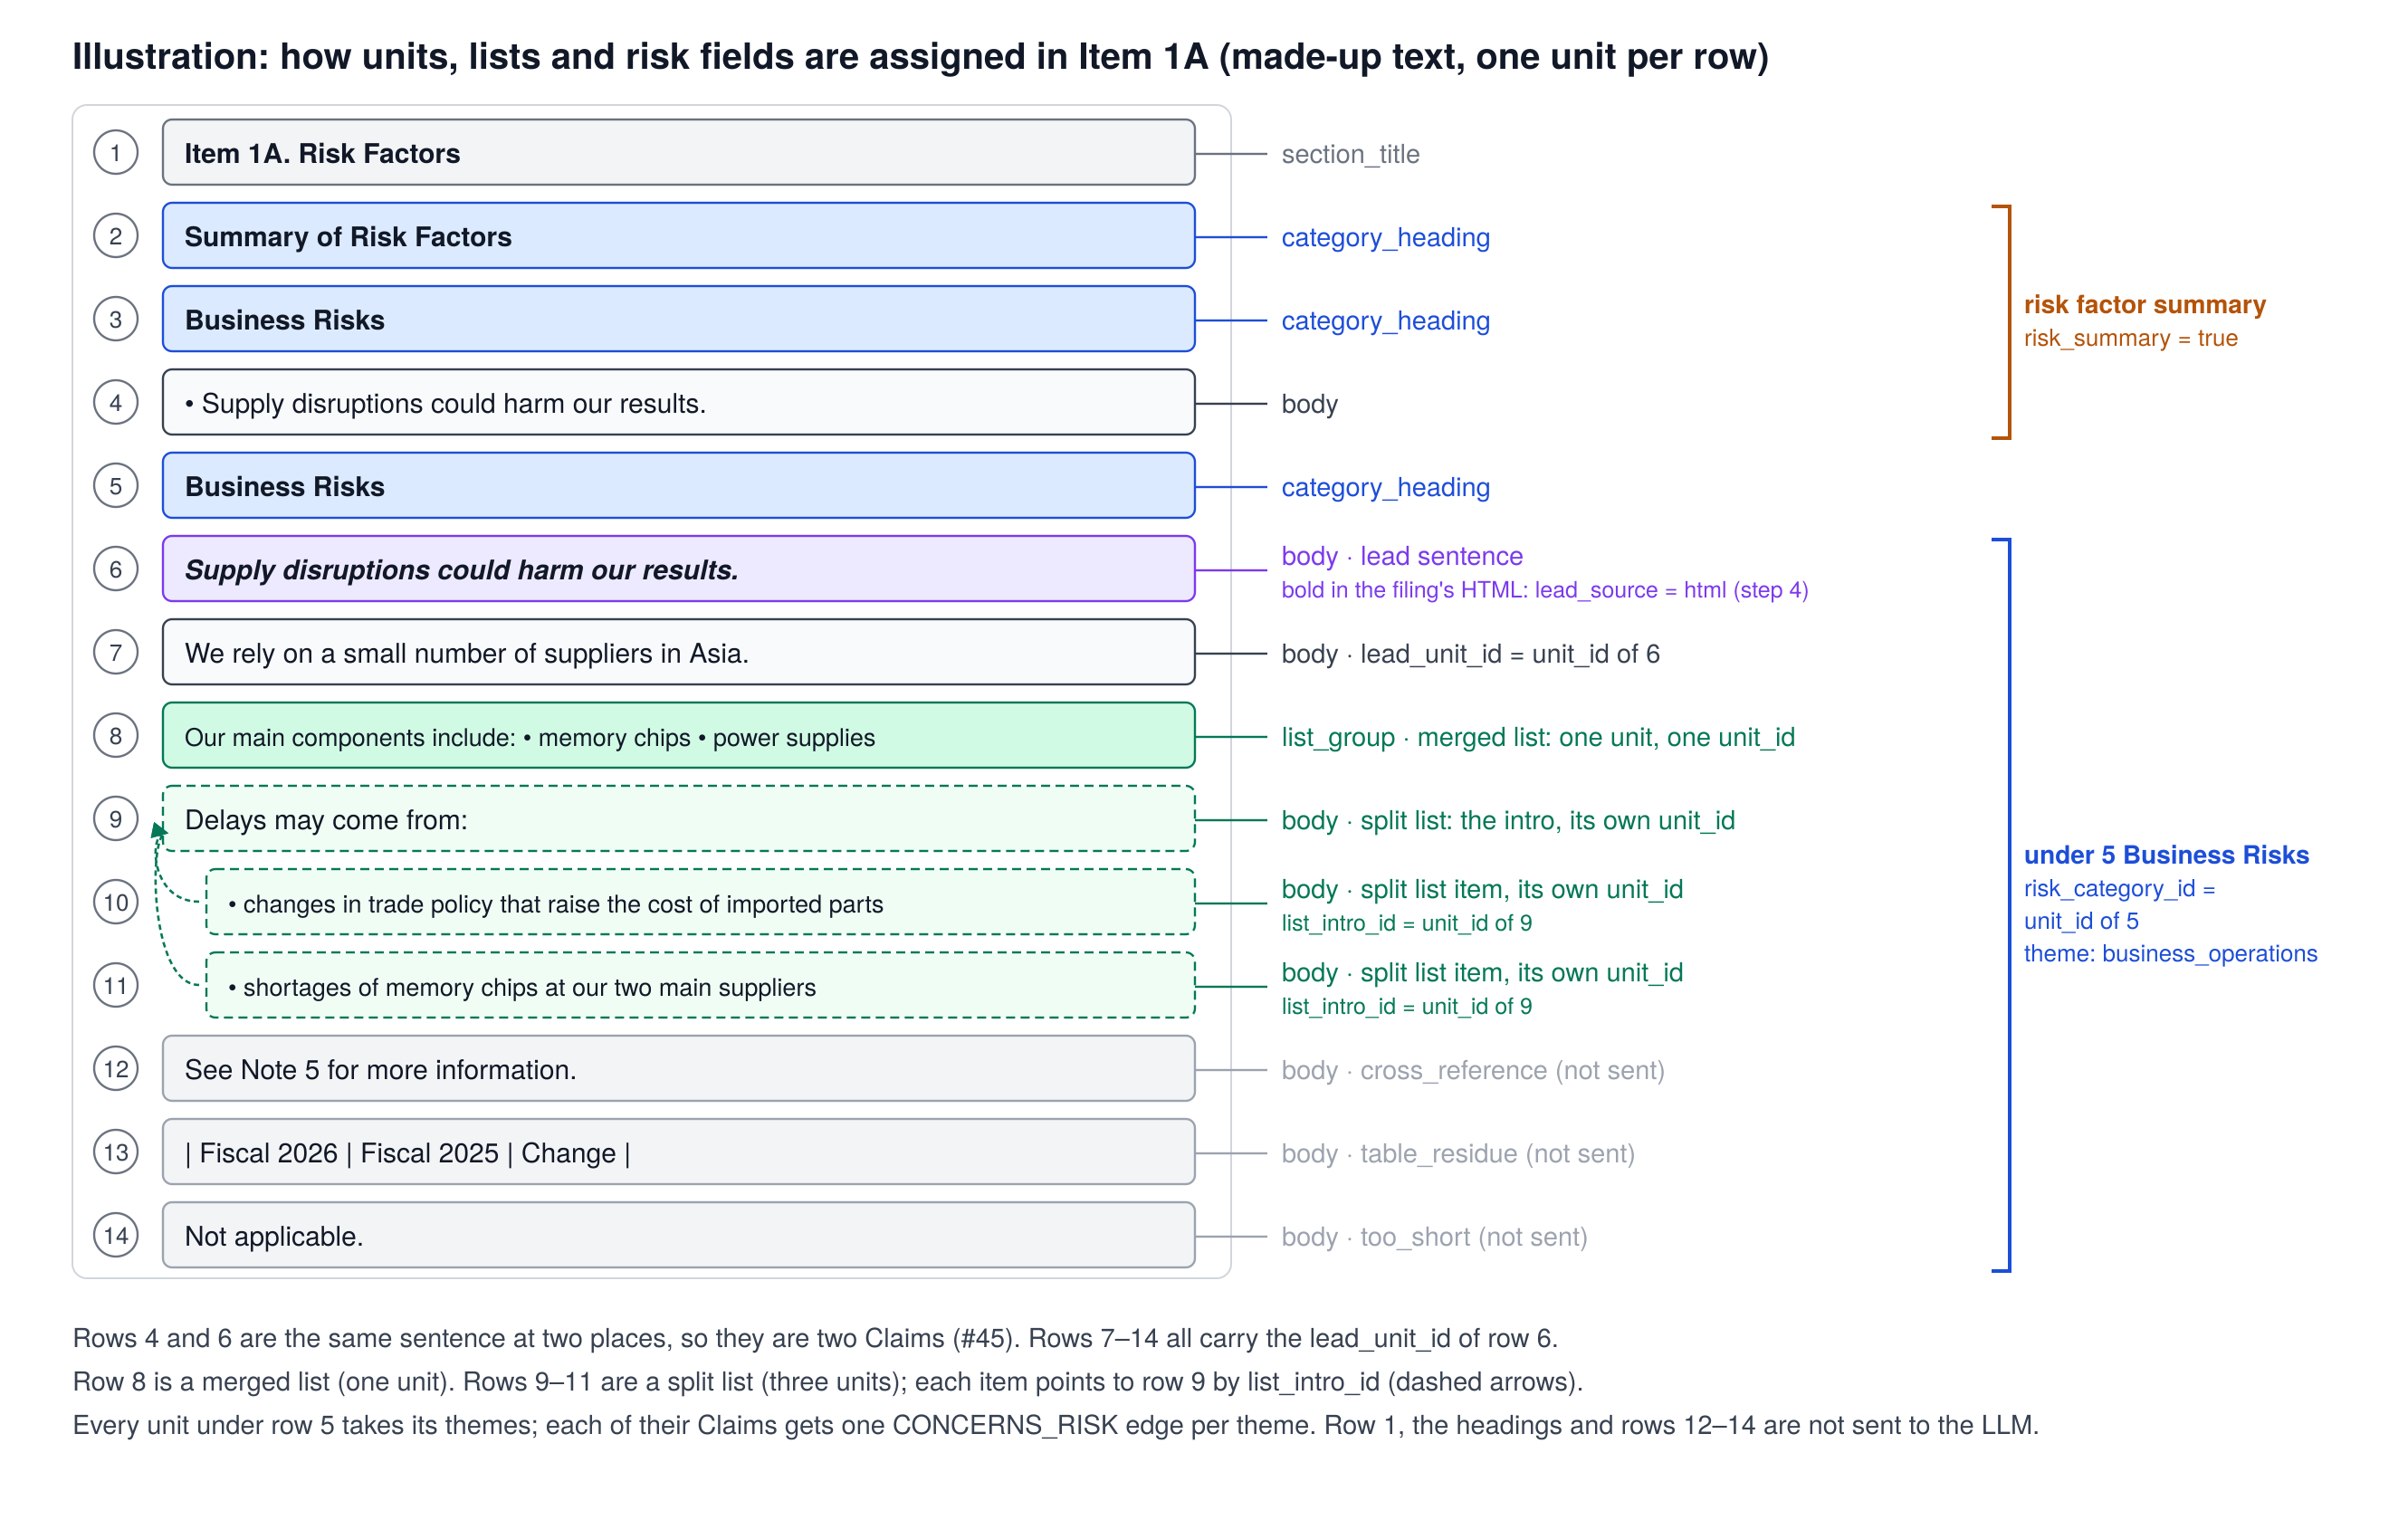 Illustration: how units, lists and risk fields are assigned in Item 1A (made-up text, one unit per row)
1 Item 1A. Risk Factors section_title
2 Summary of Risk Factors category_heading
3 Business Risks category_heading
risk factor summary
risk_summary = true
4 • Supply disruptions could harm our results. body
5 Business Risks category_heading
6 Supply disruptions could harm our results. body · lead sentence
bold in the filing's HTML: lead_source = html (step 4)
7 We rely on a small number of suppliers in Asia. body · lead_unit_id = unit_id of 6
8 Our main components include: • memory chips • power supplies list_group · merged list: one unit, one unit_id
9 Delays may come from: body · split list: the intro, its own unit_id
under 5 Business Risks
risk_category_id =
unit_id of 5
theme: business_operations
10 • changes in trade policy that raise the cost of imported parts body · split list item, its own unit_id
list_intro_id = unit_id of 9
11 • shortages of memory chips at our two main suppliers body · split list item, its own unit_id
list_intro_id = unit_id of 9
12 See Note 5 for more information. body · cross_reference (not sent)
13 | Fiscal 2026 | Fiscal 2025 | Change | body · table_residue (not sent)
14 Not applicable. body · too_short (not sent)
Rows 4 and 6 are the same sentence at two places, so they are two Claims (#45). Rows 7–14 all carry the lead_unit_id of row 6.
Row 8 is a merged list (one unit). Rows 9–11 are a split list (three units); each item points to row 9 by list_intro_id (dashed arrows).
Every unit under row 5 takes its themes; each of their Claims gets one CONCERNS_RISK edge per theme. Row 1, the headings and rows 12–14 are not sent to the LLM.